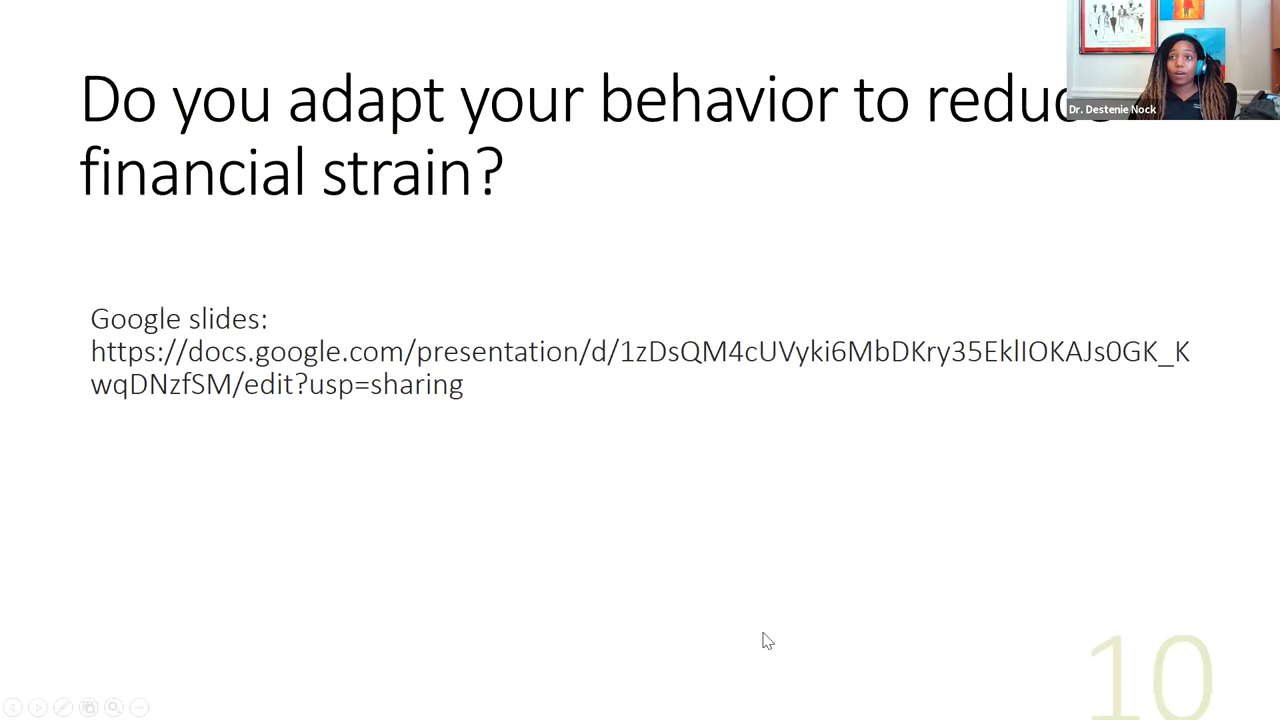 Do you adapt your behavior to reduce
financial strain?
Dr. Destenie Nock
Google slides:
https://docs.google.com/presentation/d/1zDsQM4cUVyki6MbDKry35EklIOKAJs0GK_K
wqDNzfSM/edit?usp=sharing
10